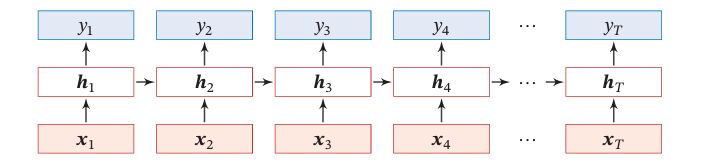 y1 y2 y3 y4 ⋯ yT
h1 h2 h3 h4 ⋯ hT
x1 x2 x3 x4 ⋯ xT